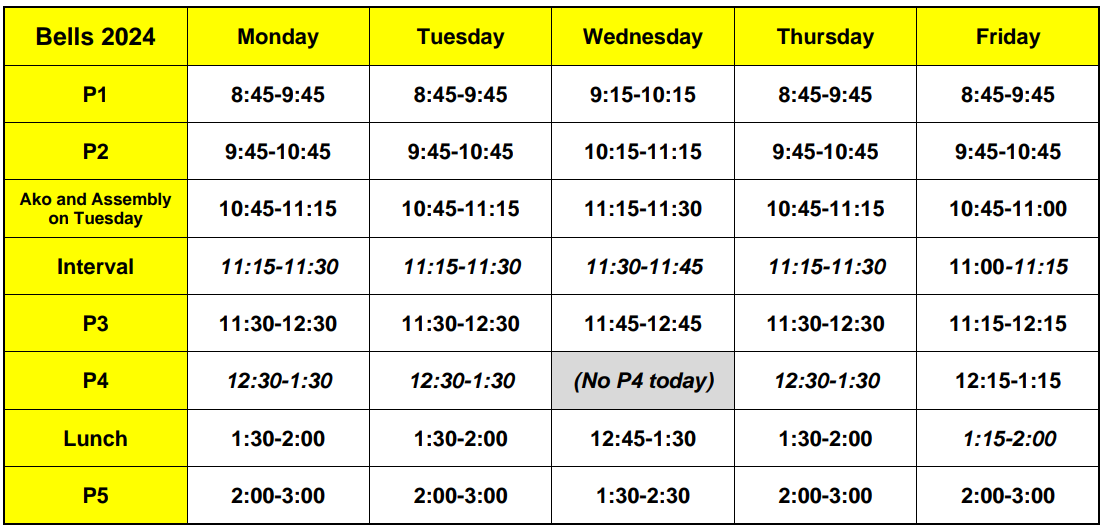 Bells 2024 Monday Tuesday Wednesday Thursday Friday
P1 8:45-9:45 8:45-9:45 9:15-10:15 8:45-9:45 8:45-9:45
P2 9:45-10:45 9:45-10:45 10:15-11:15 9:45-10:45 9:45-10:45
Ako and Assembly
on Tuesday 10:45-11:15 10:45-11:15 11:15-11:30 10:45-11:15 10:45-11:00
Interval 11:15-11:30 11:15-11:30 11:30-11:45 11:15-11:30 11:00-11:15
P3 11:30-12:30 11:30-12:30 11:45-12:45 11:30-12:30 11:15-12:15
P4 12:30-1:30 12:30-1:30 (No P4 today) 12:30-1:30 12:15-1:15
Lunch 1:30-2:00 1:30-2:00 12:45-1:30 1:30-2:00 1:15-2:00
P5 2:00-3:00 2:00-3:00 1:30-2:30 2:00-3:00 2:00-3:00